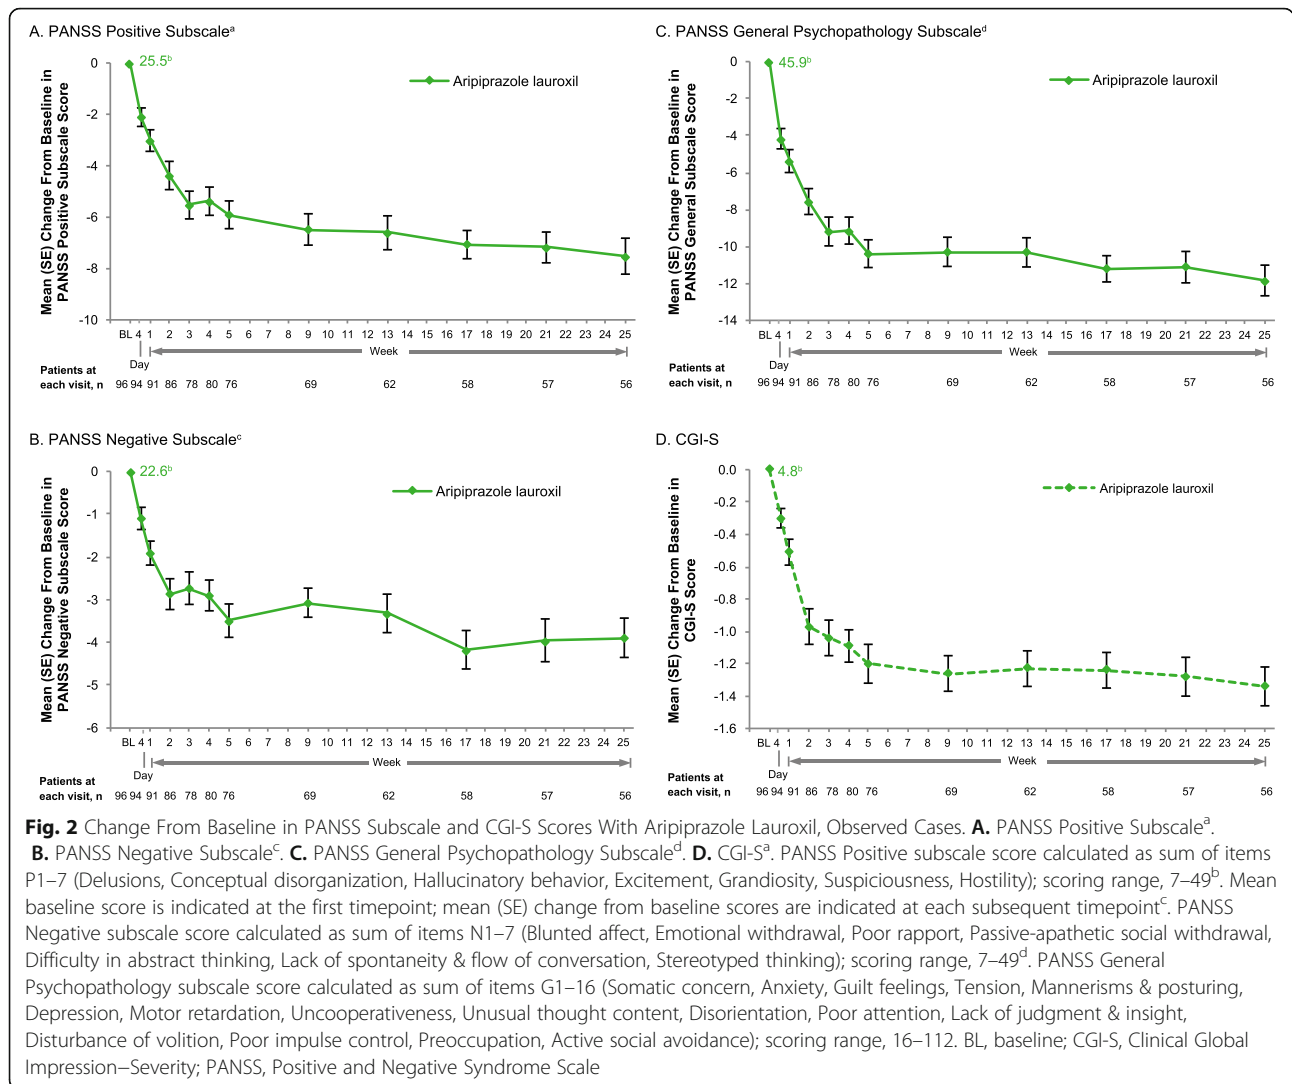 A. PANSS Positive Subscaleᵃ
0
-2
-4
-6
-8
-10
Mean (SE) Change From Baseline in
PANSS Positive Subscale Score
25.5ᵇ
Aripiprazole lauroxil
BL 4 1 2 3 4 5 6 7 8 9 10 11 12 13 14 15 16 17 18 19 20 21 22 23 24 25
Day
Week
Patients at
each visit, n 96 94 91 86 78 80 76 69 62 58 57 56
C. PANSS General Psychopathology Subscaleᵈ
0
-2
-4
-6
-8
-10
-12
-14
Mean (SE) Change From Baseline in
PANSS General Subscale Score
45.9ᵇ
Aripiprazole lauroxil
BL 4 1 2 3 4 5 6 7 8 9 10 11 12 13 14 15 16 17 18 19 20 21 22 23 24 25
Day
Week
Patients at
each visit, n 96 94 91 86 78 80 76 69 62 58 57 56
B. PANSS Negative Subscaleᶜ
0
-1
-2
-3
-4
-5
-6
Mean (SE) Change From Baseline in
PANSS Negative Subscale Score
22.6ᵇ
Aripiprazole lauroxil
BL 4 1 2 3 4 5 6 7 8 9 10 11 12 13 14 15 16 17 18 19 20 21 22 23 24 25
Day
Week
Patients at
each visit, n 96 94 91 86 78 80 76 69 62 58 57 56
D. CGI-S
0.0
-0.2
-0.4
-0.6
-0.8
-1.0
-1.2
-1.4
-1.6
Mean (SE) Change From Baseline in
CGI-S Score
4.8ᵇ
Aripiprazole lauroxil
BL 4 1 2 3 4 5 6 7 8 9 10 11 12 13 14 15 16 17 18 19 20 21 22 23 24 25
Day
Week
Patients at
each visit, n 96 94 91 86 78 80 76 69 62 58 57 56
Fig. 2 Change From Baseline in PANSS Subscale and CGI-S Scores With Aripiprazole Lauroxil, Observed Cases. A. PANSS Positive Subscaleᵃ.
B. PANSS Negative Subscaleᶜ. C. PANSS General Psychopathology Subscaleᵈ. D. CGI-Sᵃ. PANSS Positive subscale score calculated as sum of items
P1–7 (Delusions, Conceptual disorganization, Hallucinatory behavior, Excitement, Grandiosity, Suspiciousness, Hostility); scoring range, 7–49ᵇ. Mean
baseline score is indicated at the first timepoint; mean (SE) change from baseline scores are indicated at each subsequent timepointᶜ. PANSS
Negative subscale score calculated as sum of items N1–7 (Blunted affect, Emotional withdrawal, Poor rapport, Passive-apathetic social withdrawal,
Difficulty in abstract thinking, Lack of spontaneity & flow of conversation, Stereotyped thinking); scoring range, 7–49ᵈ. PANSS General
Psychopathology subscale score calculated as sum of items G1–16 (Somatic concern, Anxiety, Guilt feelings, Tension, Mannerisms & posturing,
Depression, Motor retardation, Uncooperativeness, Unusual thought content, Disorientation, Poor attention, Lack of judgment & insight,
Disturbance of volition, Poor impulse control, Preoccupation, Active social avoidance); scoring range, 16–112. BL, baseline; CGI-S, Clinical Global
Impression−Severity; PANSS, Positive and Negative Syndrome Scale